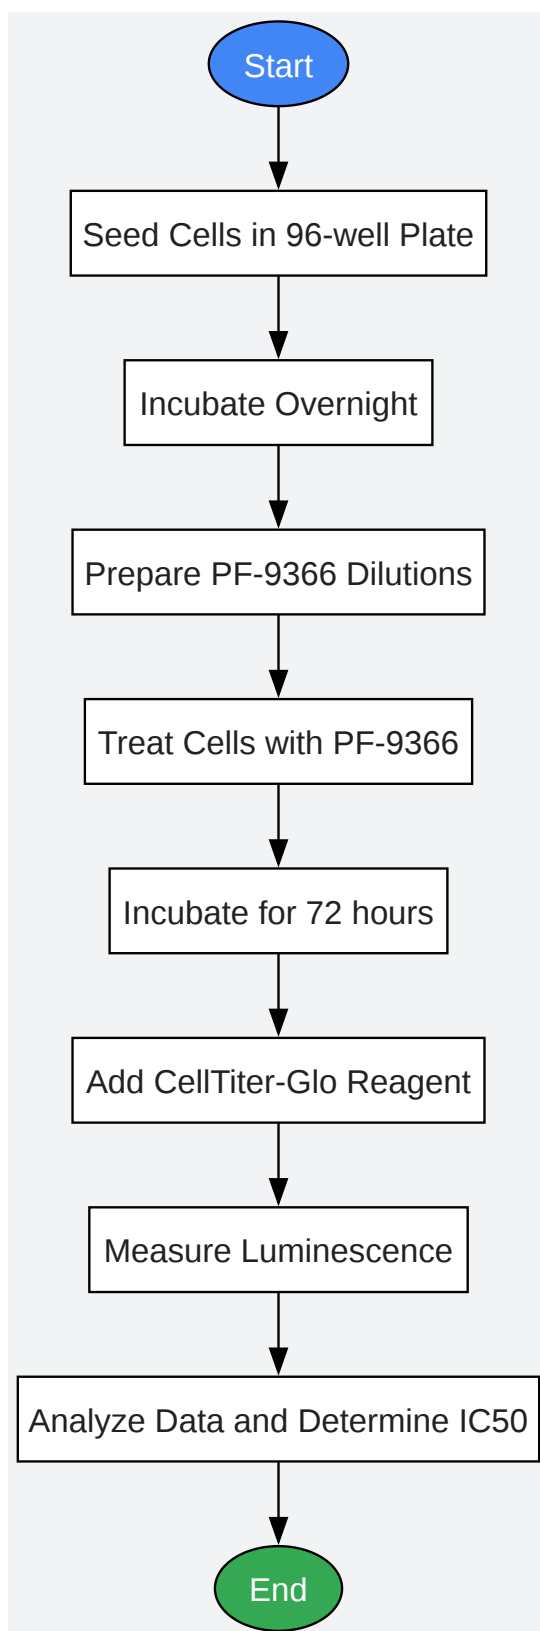 Start
Seed Cells in 96-well Plate
Incubate Overnight
Prepare PF-9366 Dilutions
Treat Cells with PF-9366
Incubate for 72 hours
Add CellTiter-Glo Reagent
Measure Luminescence
Analyze Data and Determine IC50
End